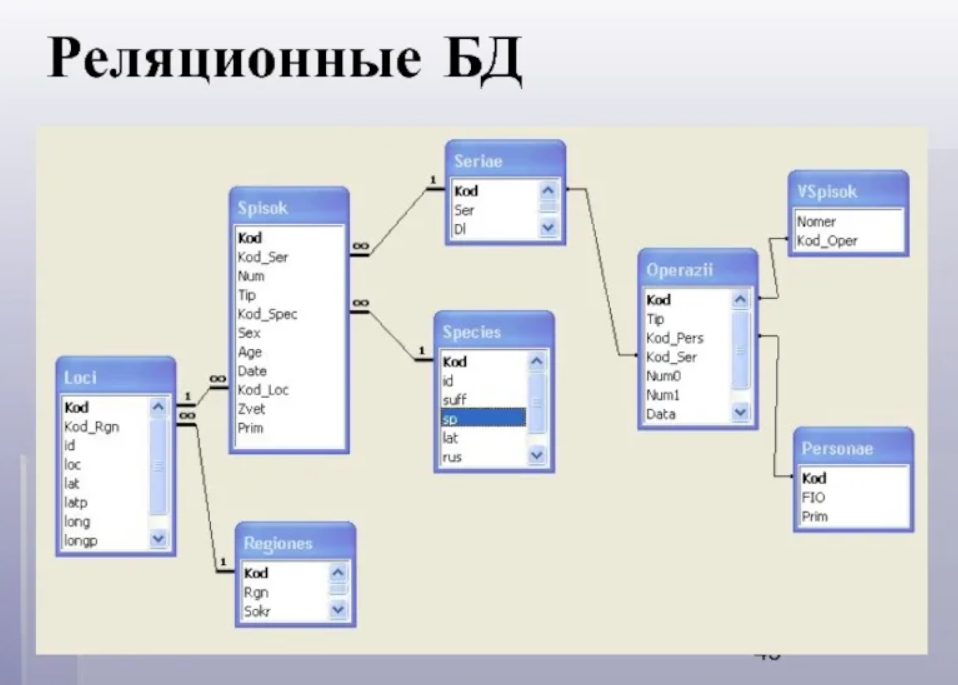 Реляционные БД
Seriae
Kod
Ser
Dl
VSpisok
Nomer
Kod_Oper
Spisok
Kod
Kod_Ser
Num
Tip
Kod_Spec
Sex
Age
Date
Kod_Loc
Zvet
Prim
Operazii
Kod
Tip
Kod_Pers
Kod_Ser
Num0
Num1
Data
Species
Kod
id
suff
sp
lat
rus
Loci
Kod
Kod_Rgn
id
loc
lat
latp
long
longp
Personae
Kod
FIO
Prim
Regiones
Kod
Rgn
Sokr
1
∞
∞
1
1
∞
∞
1